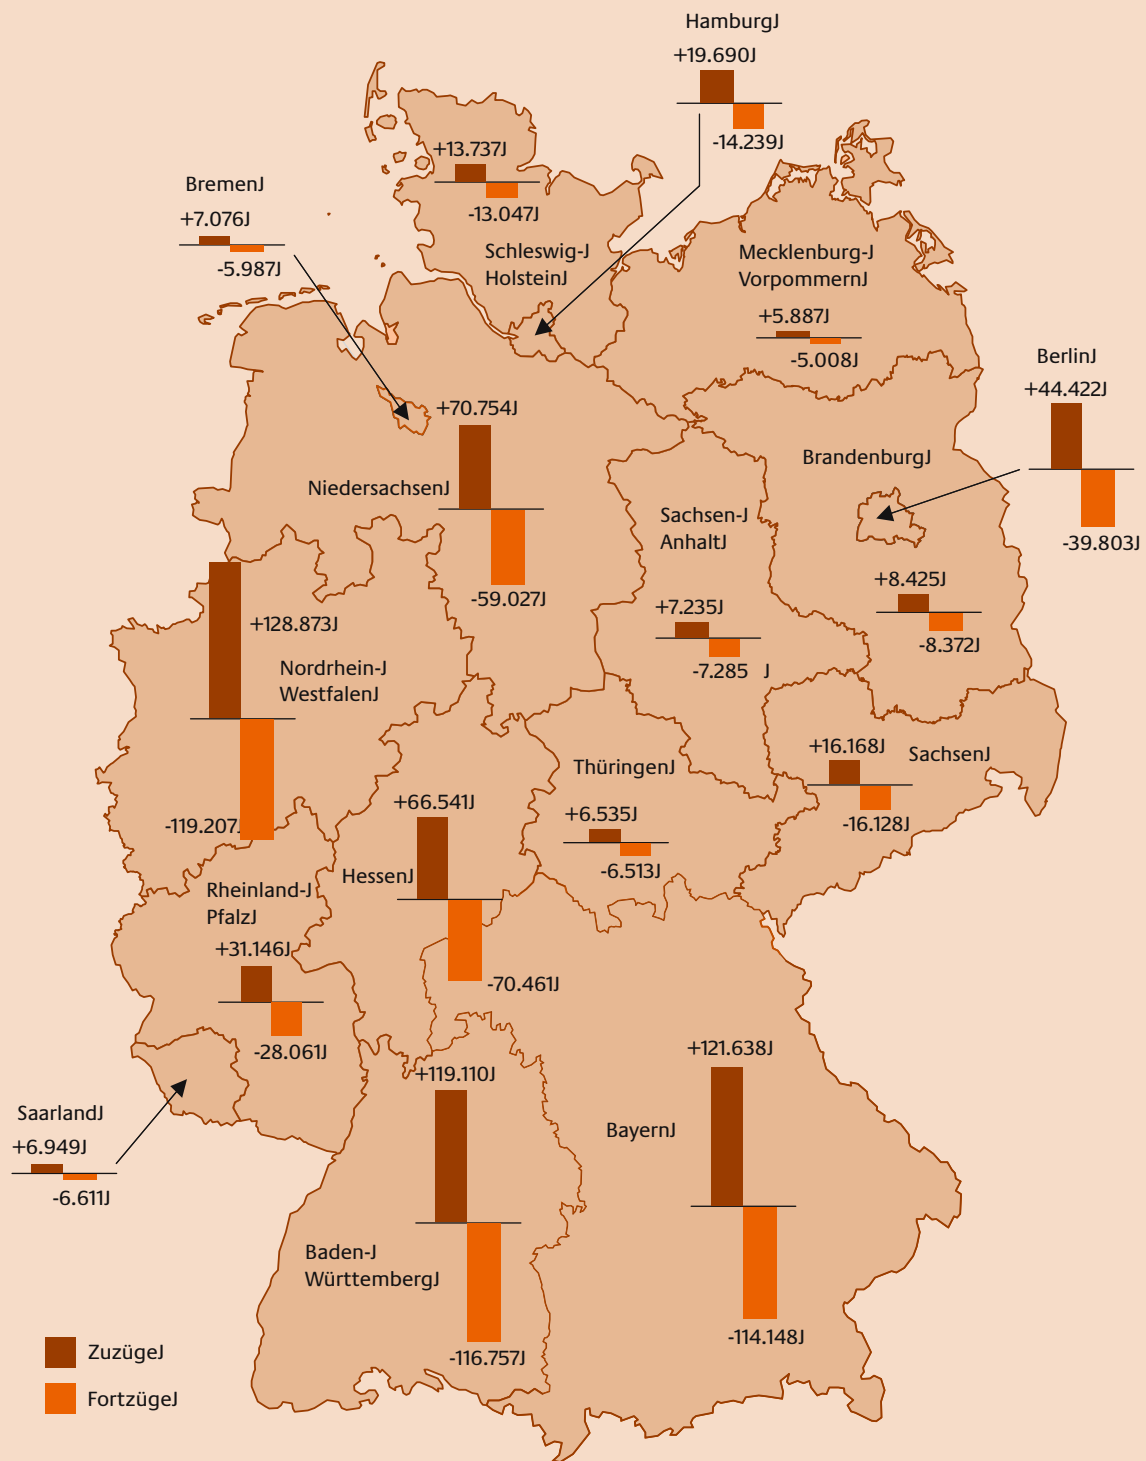 HamburgJ
+19.690J
-14.239J
+13.737J
-13.047J
Schleswig-J
HolsteinJ
BremenJ
+7.076J
-5.987J
Mecklenburg-J
VorpommernJ
+5.887J
-5.008J
BerlinJ
+44.422J
-39.803J
+70.754J
NiedersachsenJ
-59.027J
BrandenburgJ
+8.425J
-8.372J
Sachsen-J
AnhaltJ
+7.235J
-7.285 J
+128.873J
Nordrhein-J
WestfalenJ
-119.207J
ThüringenJ
+6.535J
-6.513J
+16.168J
SachsenJ
-16.128J
+66.541J
HessenJ
-70.461J
Rheinland-J
PfalzJ
+31.146J
-28.061J
SaarlandJ
+6.949J
-6.611J
+119.110J
Baden-J
WürttembergJ
-116.757J
+121.638J
BayernJ
-114.148J
ZuzügeJ
FortzügeJ